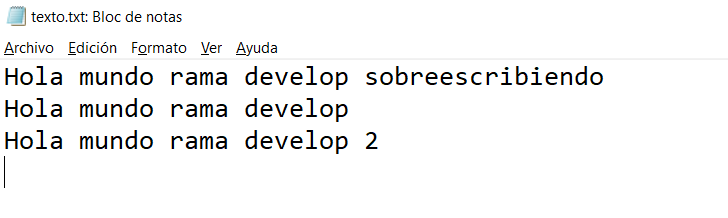 texto.txt: Bloc de notas
Archivo Edición Formato Ver Ayuda
Hola mundo rama develop sobreescribiendo
Hola mundo rama develop
Hola mundo rama develop 2